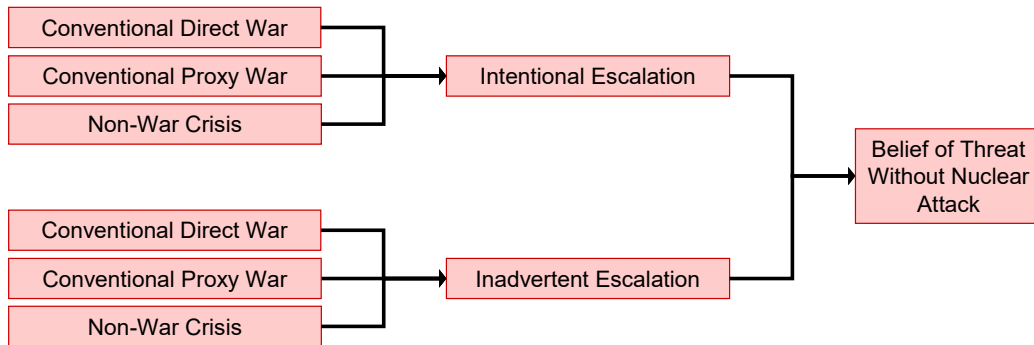 Conventional Direct War
Conventional Proxy War
Non-War Crisis
Intentional Escalation
Belief of Threat
Without Nuclear
Attack
Conventional Direct War
Conventional Proxy War
Non-War Crisis
Inadvertent Escalation